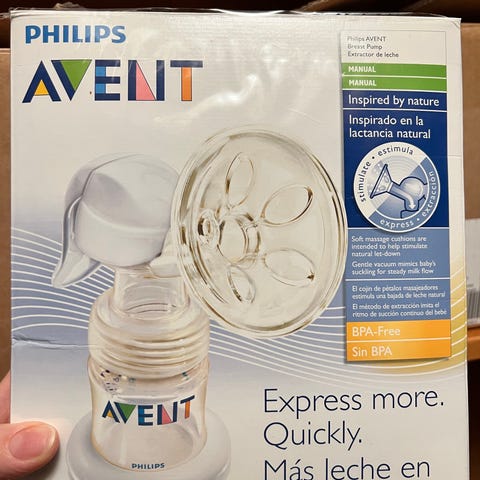 PHILIPS
AVENT
Philips AVENT
Breast Pump
Extractor de leche
MANUAL
MANUAL
Inspired by nature
Inspirado en la
lactancia natural
stimulate • estimula •
express • extracción •
Soft massage cushions are
intended to help stimulate
natural let-down
Gentle vacuum mimics baby's
suckling for steady milk flow
El cojin de pétalos masajeadores
estimula una bajada de leche natural
El método de extracción imita el
ritmo de succión continuo del bebé
BPA-Free
Sin BPA
AVENT
PHILIPS
Express more.
Quickly.
Más leche en